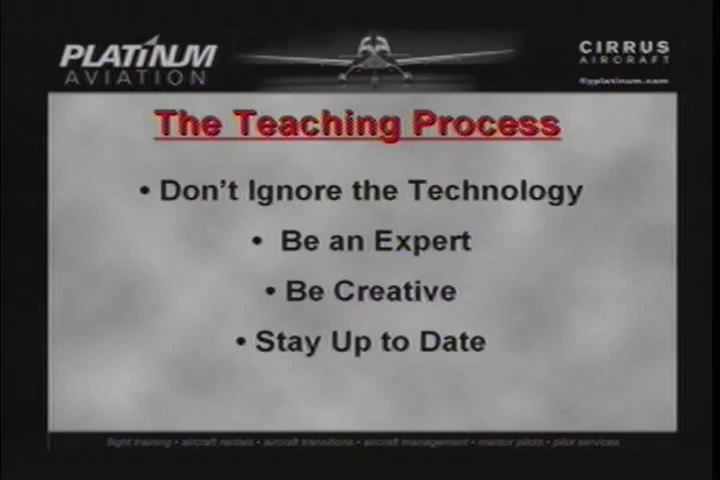 PLATINUM
AVIATION
CIRRUS
AIRCRAFT
flyplatinum.com
The Teaching Process
• Don't Ignore the Technology
• Be an Expert
• Be Creative
• Stay Up to Date
flight training • aircraft rentals • aircraft transitions • aircraft management • mentor pilots • pilot services